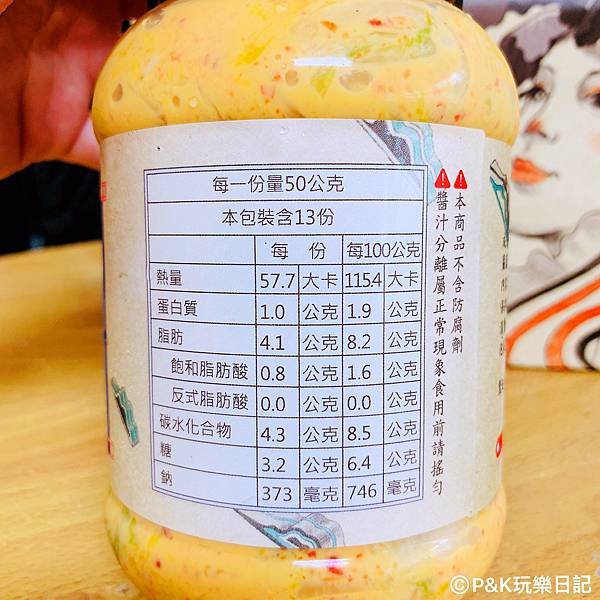 每一份量50公克
本包裝含13份
每 份 每100公克
熱量 57.7 大卡 115.4 大卡
蛋白質 1.0 公克 1.9 公克
脂肪 4.1 公克 8.2 公克
飽和脂肪酸 0.8 公克 1.6 公克
反式脂肪酸 0.0 公克 0.0 公克
碳水化合物 4.3 公克 8.5 公克
糖 3.2 公克 6.4 公克
鈉 373 毫克 746 毫克
本商品不含防腐劑
醬汁分離屬正常現象食用前請搖勻
©P&K玩樂日記